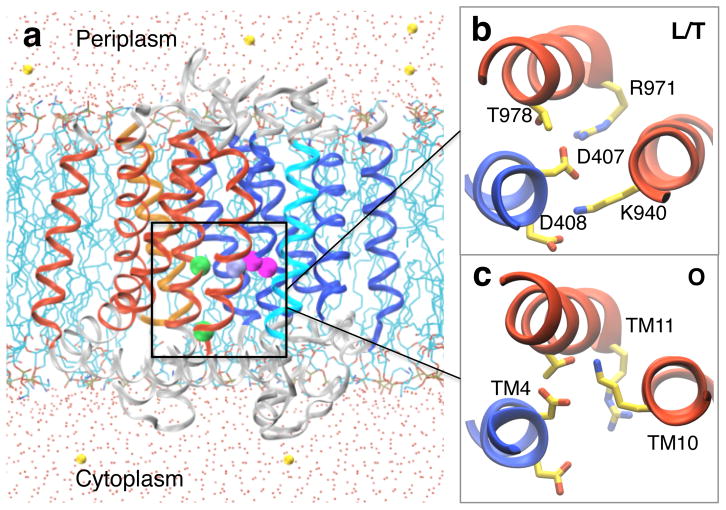 a
Periplasm
Cytoplasm
b
L/T
R971
T978
D407
D408
K940
c
O
TM11
TM4
TM10